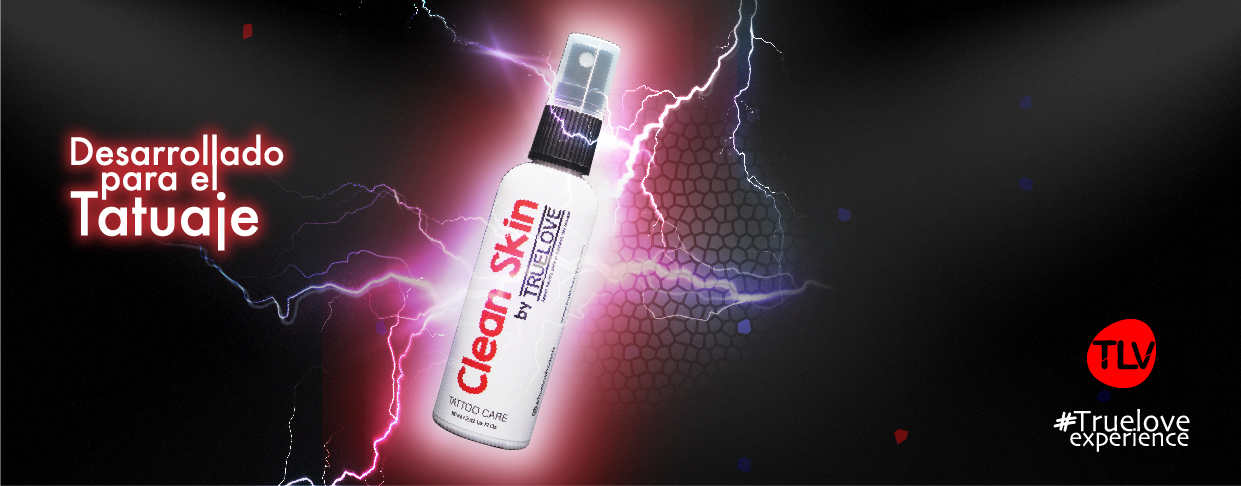 Desarrollado
para el
Tatuaje
Clean Skin
by TRUELOVE
TATTOO CARE
TLV
#Truelove
experience